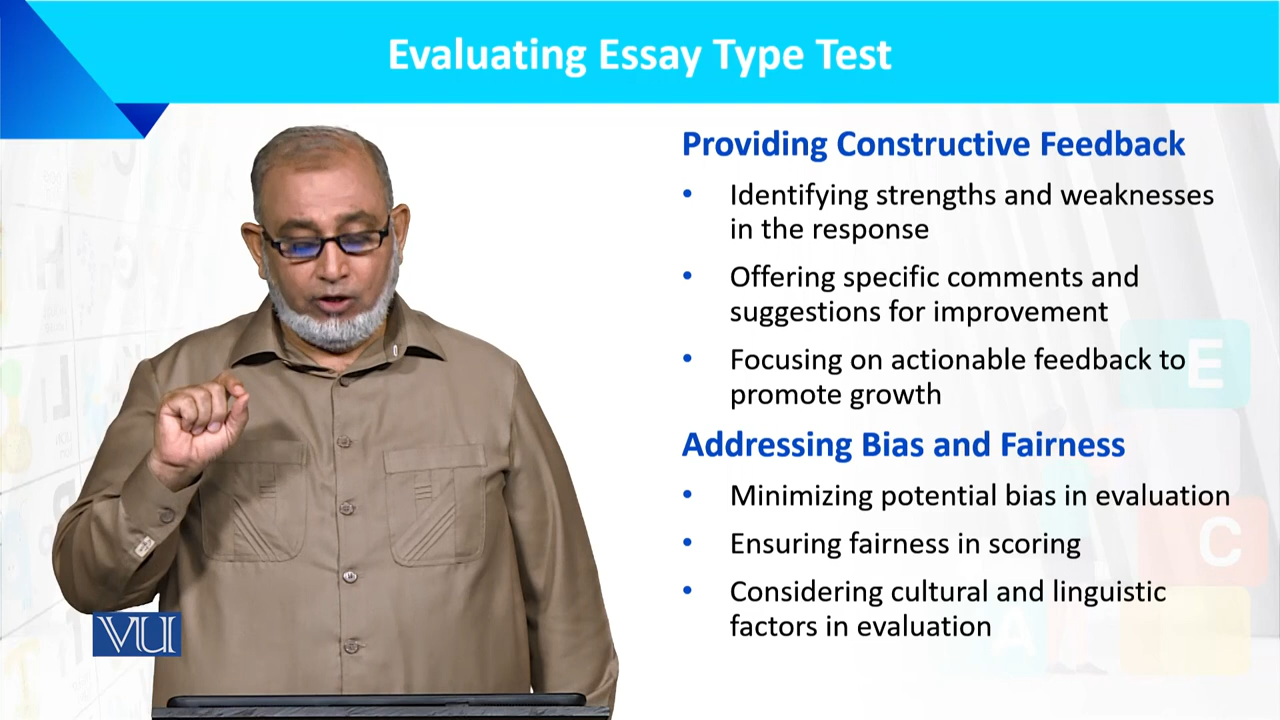 Evaluating Essay Type Test
Providing Constructive Feedback
• Identifying strengths and weaknesses
in the response
• Offering specific comments and
suggestions for improvement
• Focusing on actionable feedback to
promote growth
Addressing Bias and Fairness
• Minimizing potential bias in evaluation
• Ensuring fairness in scoring
• Considering cultural and linguistic
factors in evaluation
VU
E
C
A